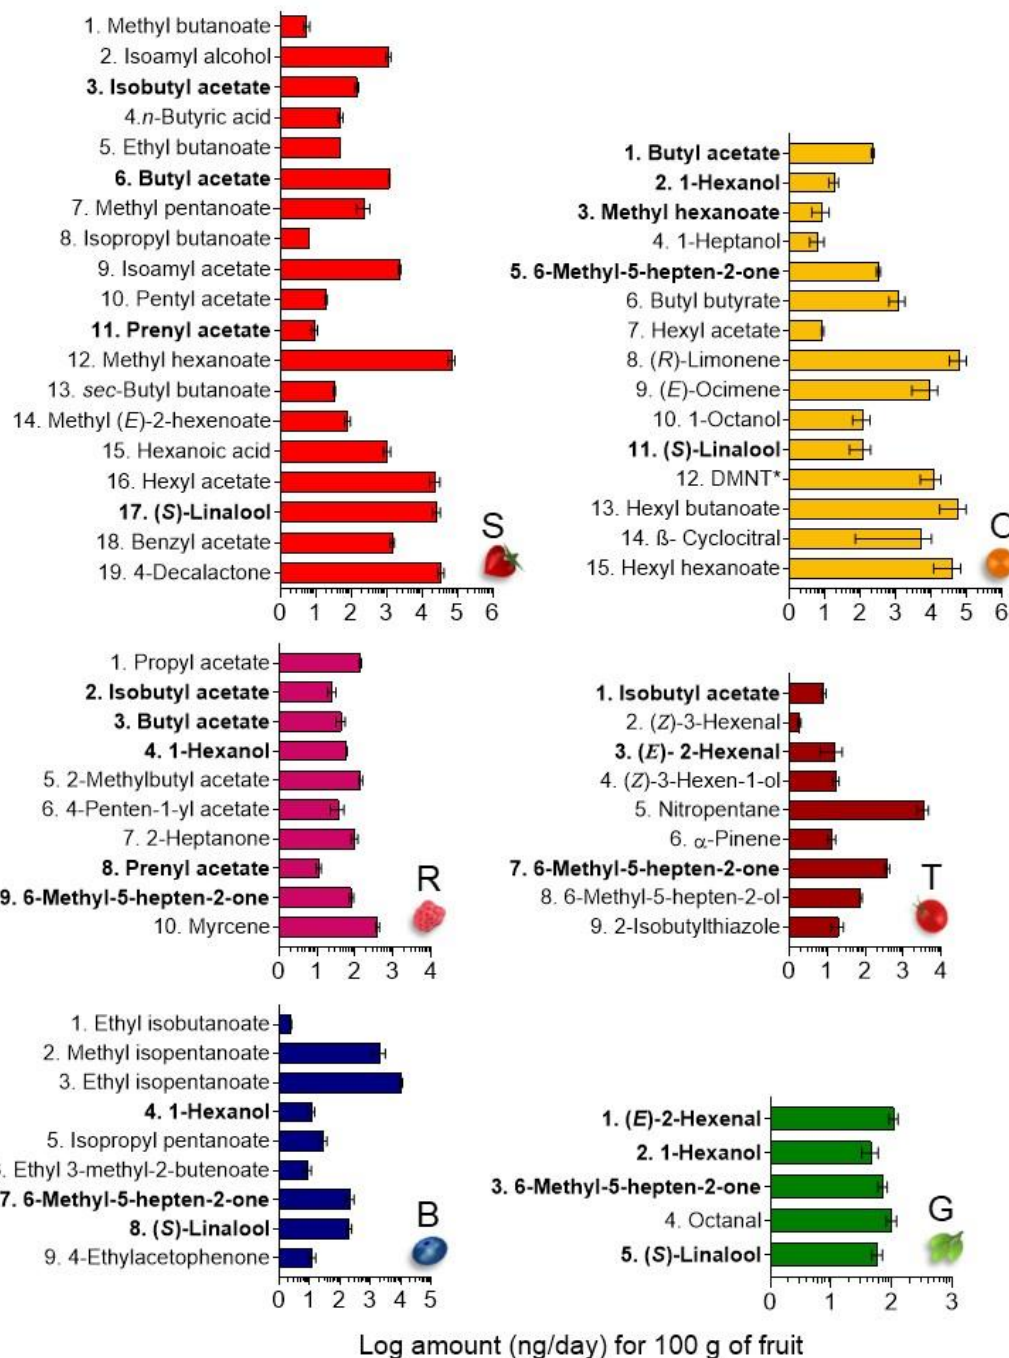 1. Methyl butanoate
2. Isoamyl alcohol
3. Isobutyl acetate
4.n-Butyric acid
5. Ethyl butanoate
6. Butyl acetate
7. Methyl pentanoate
8. Isopropyl butanoate
9. Isoamyl acetate
10. Pentyl acetate
11. Prenyl acetate
12. Methyl hexanoate
13. sec-Butyl butanoate
14. Methyl (E)-2-hexenoate
15. Hexanoic acid
16. Hexyl acetate
17. (S)-Linalool
18. Benzyl acetate
19. 4-Decalactone
S
0 1 2 3 4 5 6
1. Butyl acetate
2. 1-Hexanol
3. Methyl hexanoate
4. 1-Heptanol
5. 6-Methyl-5-hepten-2-one
6. Butyl butyrate
7. Hexyl acetate
8. (R)-Limonene
9. (E)-Ocimene
10. 1-Octanol
11. (S)-Linalool
12. DMNT*
13. Hexyl butanoate
14. ß- Cyclocitral
15. Hexyl hexanoate
0 1 2 3 4 5 6
1. Propyl acetate
2. Isobutyl acetate
3. Butyl acetate
4. 1-Hexanol
5. 2-Methylbutyl acetate
6. 4-Penten-1-yl acetate
7. 2-Heptanone
8. Prenyl acetate
9. 6-Methyl-5-hepten-2-one
10. Myrcene
R
0 1 2 3 4
1. Isobutyl acetate
2. (Z)-3-Hexenal
3. (E)- 2-Hexenal
4. (Z)-3-Hexen-1-ol
5. Nitropentane
6. α-Pinene
7. 6-Methyl-5-hepten-2-one
8. 6-Methyl-5-hepten-2-ol
9. 2-Isobutylthiazole
T
0 1 2 3 4
1. Ethyl isobutanoate
2. Methyl isopentanoate
3. Ethyl isopentanoate
4. 1-Hexanol
5. Isopropyl pentanoate
Ethyl 3-methyl-2-butenoate
7. 6-Methyl-5-hepten-2-one
8. (S)-Linalool
9. 4-Ethylacetophenone
B
0 1 2 3 4 5
1. (E)-2-Hexenal
2. 1-Hexanol
3. 6-Methyl-5-hepten-2-one
4. Octanal
5. (S)-Linalool
G
0 1 2 3
Log amount (ng/day) for 100 g of fruit